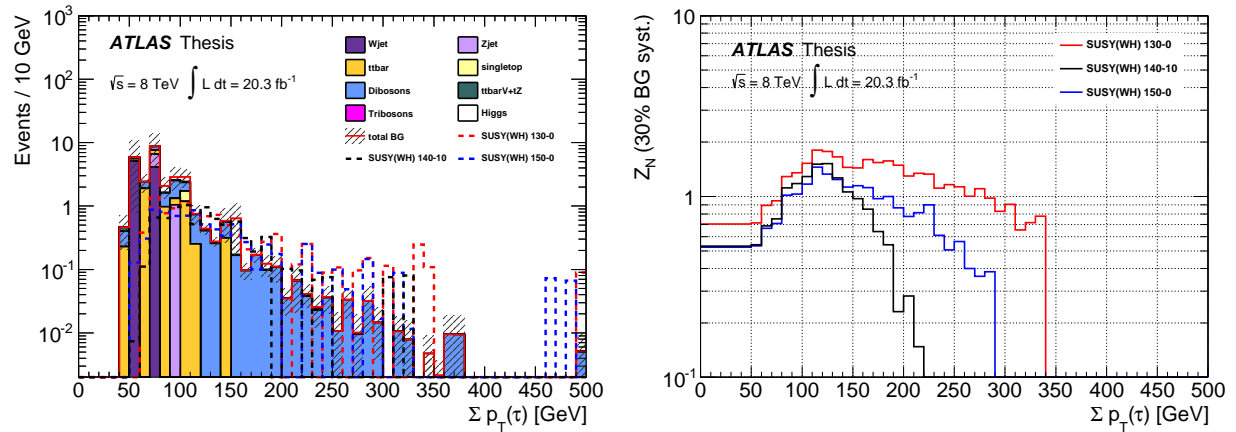 Events / 10 GeV
10³
10²
10
1
10⁻¹
10⁻²
ATLAS Thesis
√s = 8 TeV ∫ L dt = 20.3 fb⁻¹
Wjet
Zjet
ttbar
singletop
Dibosons
ttbarV+tZ
Tribosons
Higgs
total BG
SUSY(WH) 130-0
SUSY(WH) 140-10
SUSY(WH) 150-0
0 50 100 150 200 250 300 350 400 450 500
Σ p_T(τ) [GeV]
Z_N (30% BG syst.)
10
1
10⁻¹
ATLAS Thesis
√s = 8 TeV ∫ L dt = 20.3 fb⁻¹
SUSY(WH) 130-0
SUSY(WH) 140-10
SUSY(WH) 150-0
0 50 100 150 200 250 300 350 400 450 500
Σ p_T(τ) [GeV]